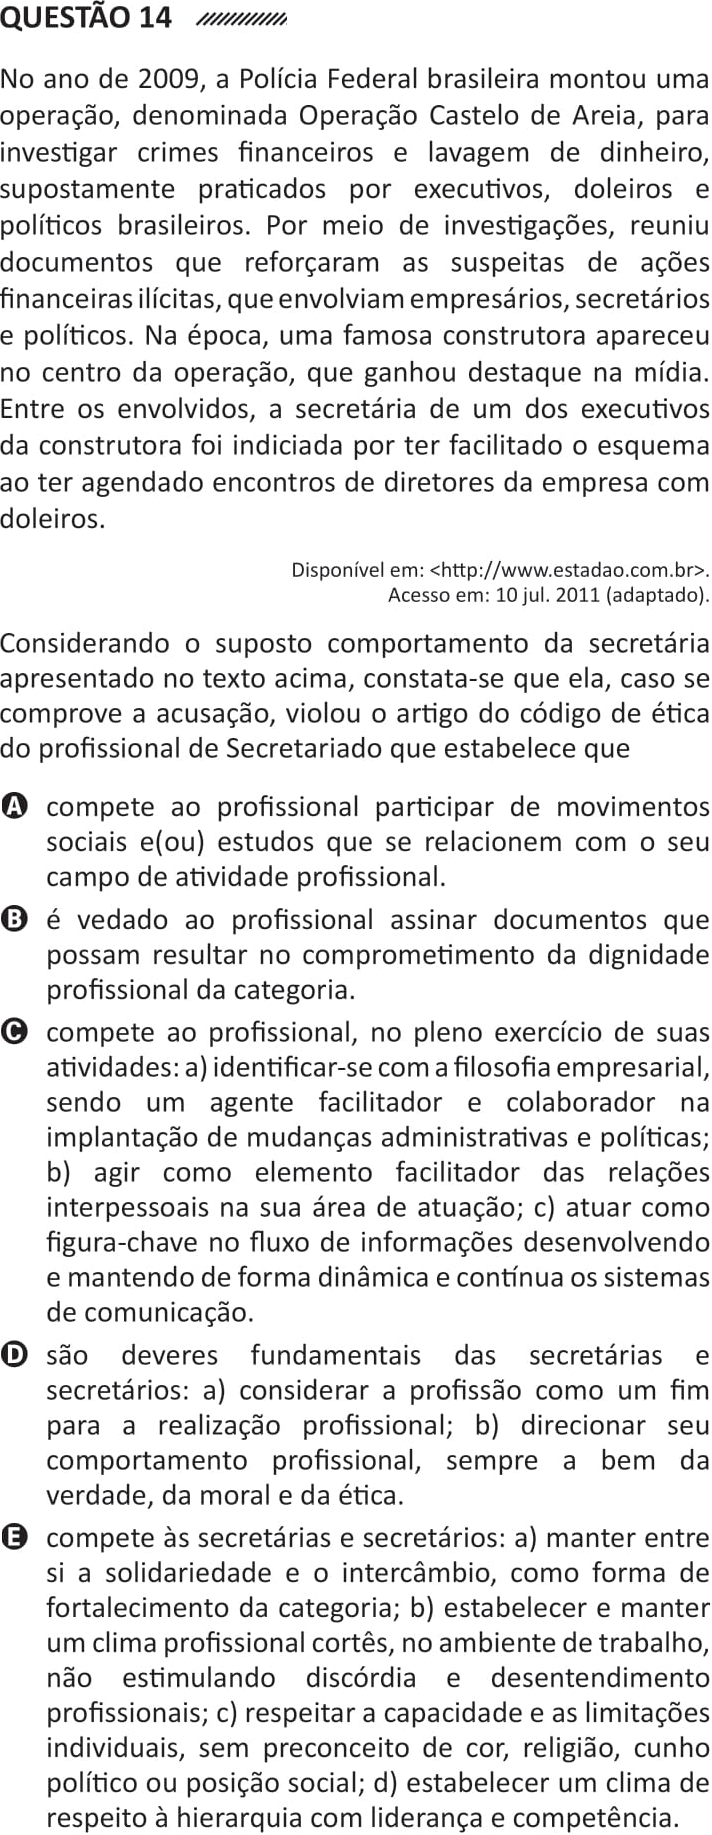 QUESTÃO 14
No ano de 2009, a Polícia Federal brasileira montou uma
operação, denominada Operação Castelo de Areia, para
investigar crimes financeiros e lavagem de dinheiro,
supostamente praticados por executivos, doleiros e
políticos brasileiros. Por meio de investigações, reuniu
documentos que reforçaram as suspeitas de ações
financeiras ilícitas, que envolviam empresários, secretários
e políticos. Na época, uma famosa construtora apareceu
no centro da operação, que ganhou destaque na mídia.
Entre os envolvidos, a secretária de um dos executivos
da construtora foi indiciada por ter facilitado o esquema
ao ter agendado encontros de diretores da empresa com
doleiros.
Disponível em: <http://www.estadao.com.br>.
Acesso em: 10 jul. 2011 (adaptado).
Considerando o suposto comportamento da secretária
apresentado no texto acima, constata-se que ela, caso se
comprove a acusação, violou o artigo do código de ética
do profissional de Secretariado que estabelece que
A compete ao profissional participar de movimentos
sociais e(ou) estudos que se relacionem com o seu
campo de atividade profissional.
B é vedado ao profissional assinar documentos que
possam resultar no comprometimento da dignidade
profissional da categoria.
C compete ao profissional, no pleno exercício de suas
atividades: a) identificar-se com a filosofia empresarial,
sendo um agente facilitador e colaborador na
implantação de mudanças administrativas e políticas;
b) agir como elemento facilitador das relações
interpessoais na sua área de atuação; c) atuar como
figura-chave no fluxo de informações desenvolvendo
e mantendo de forma dinâmica e contínua os sistemas
de comunicação.
D são deveres fundamentais das secretárias e
secretários: a) considerar a profissão como um fim
para a realização profissional; b) direcionar seu
comportamento profissional, sempre a bem da
verdade, da moral e da ética.
E compete às secretárias e secretários: a) manter entre
si a solidariedade e o intercâmbio, como forma de
fortalecimento da categoria; b) estabelecer e manter
um clima profissional cortês, no ambiente de trabalho,
não estimulando discórdia e desentendimento
profissionais; c) respeitar a capacidade e as limitações
individuais, sem preconceito de cor, religião, cunho
político ou posição social; d) estabelecer um clima de
respeito à hierarquia com liderança e competência.